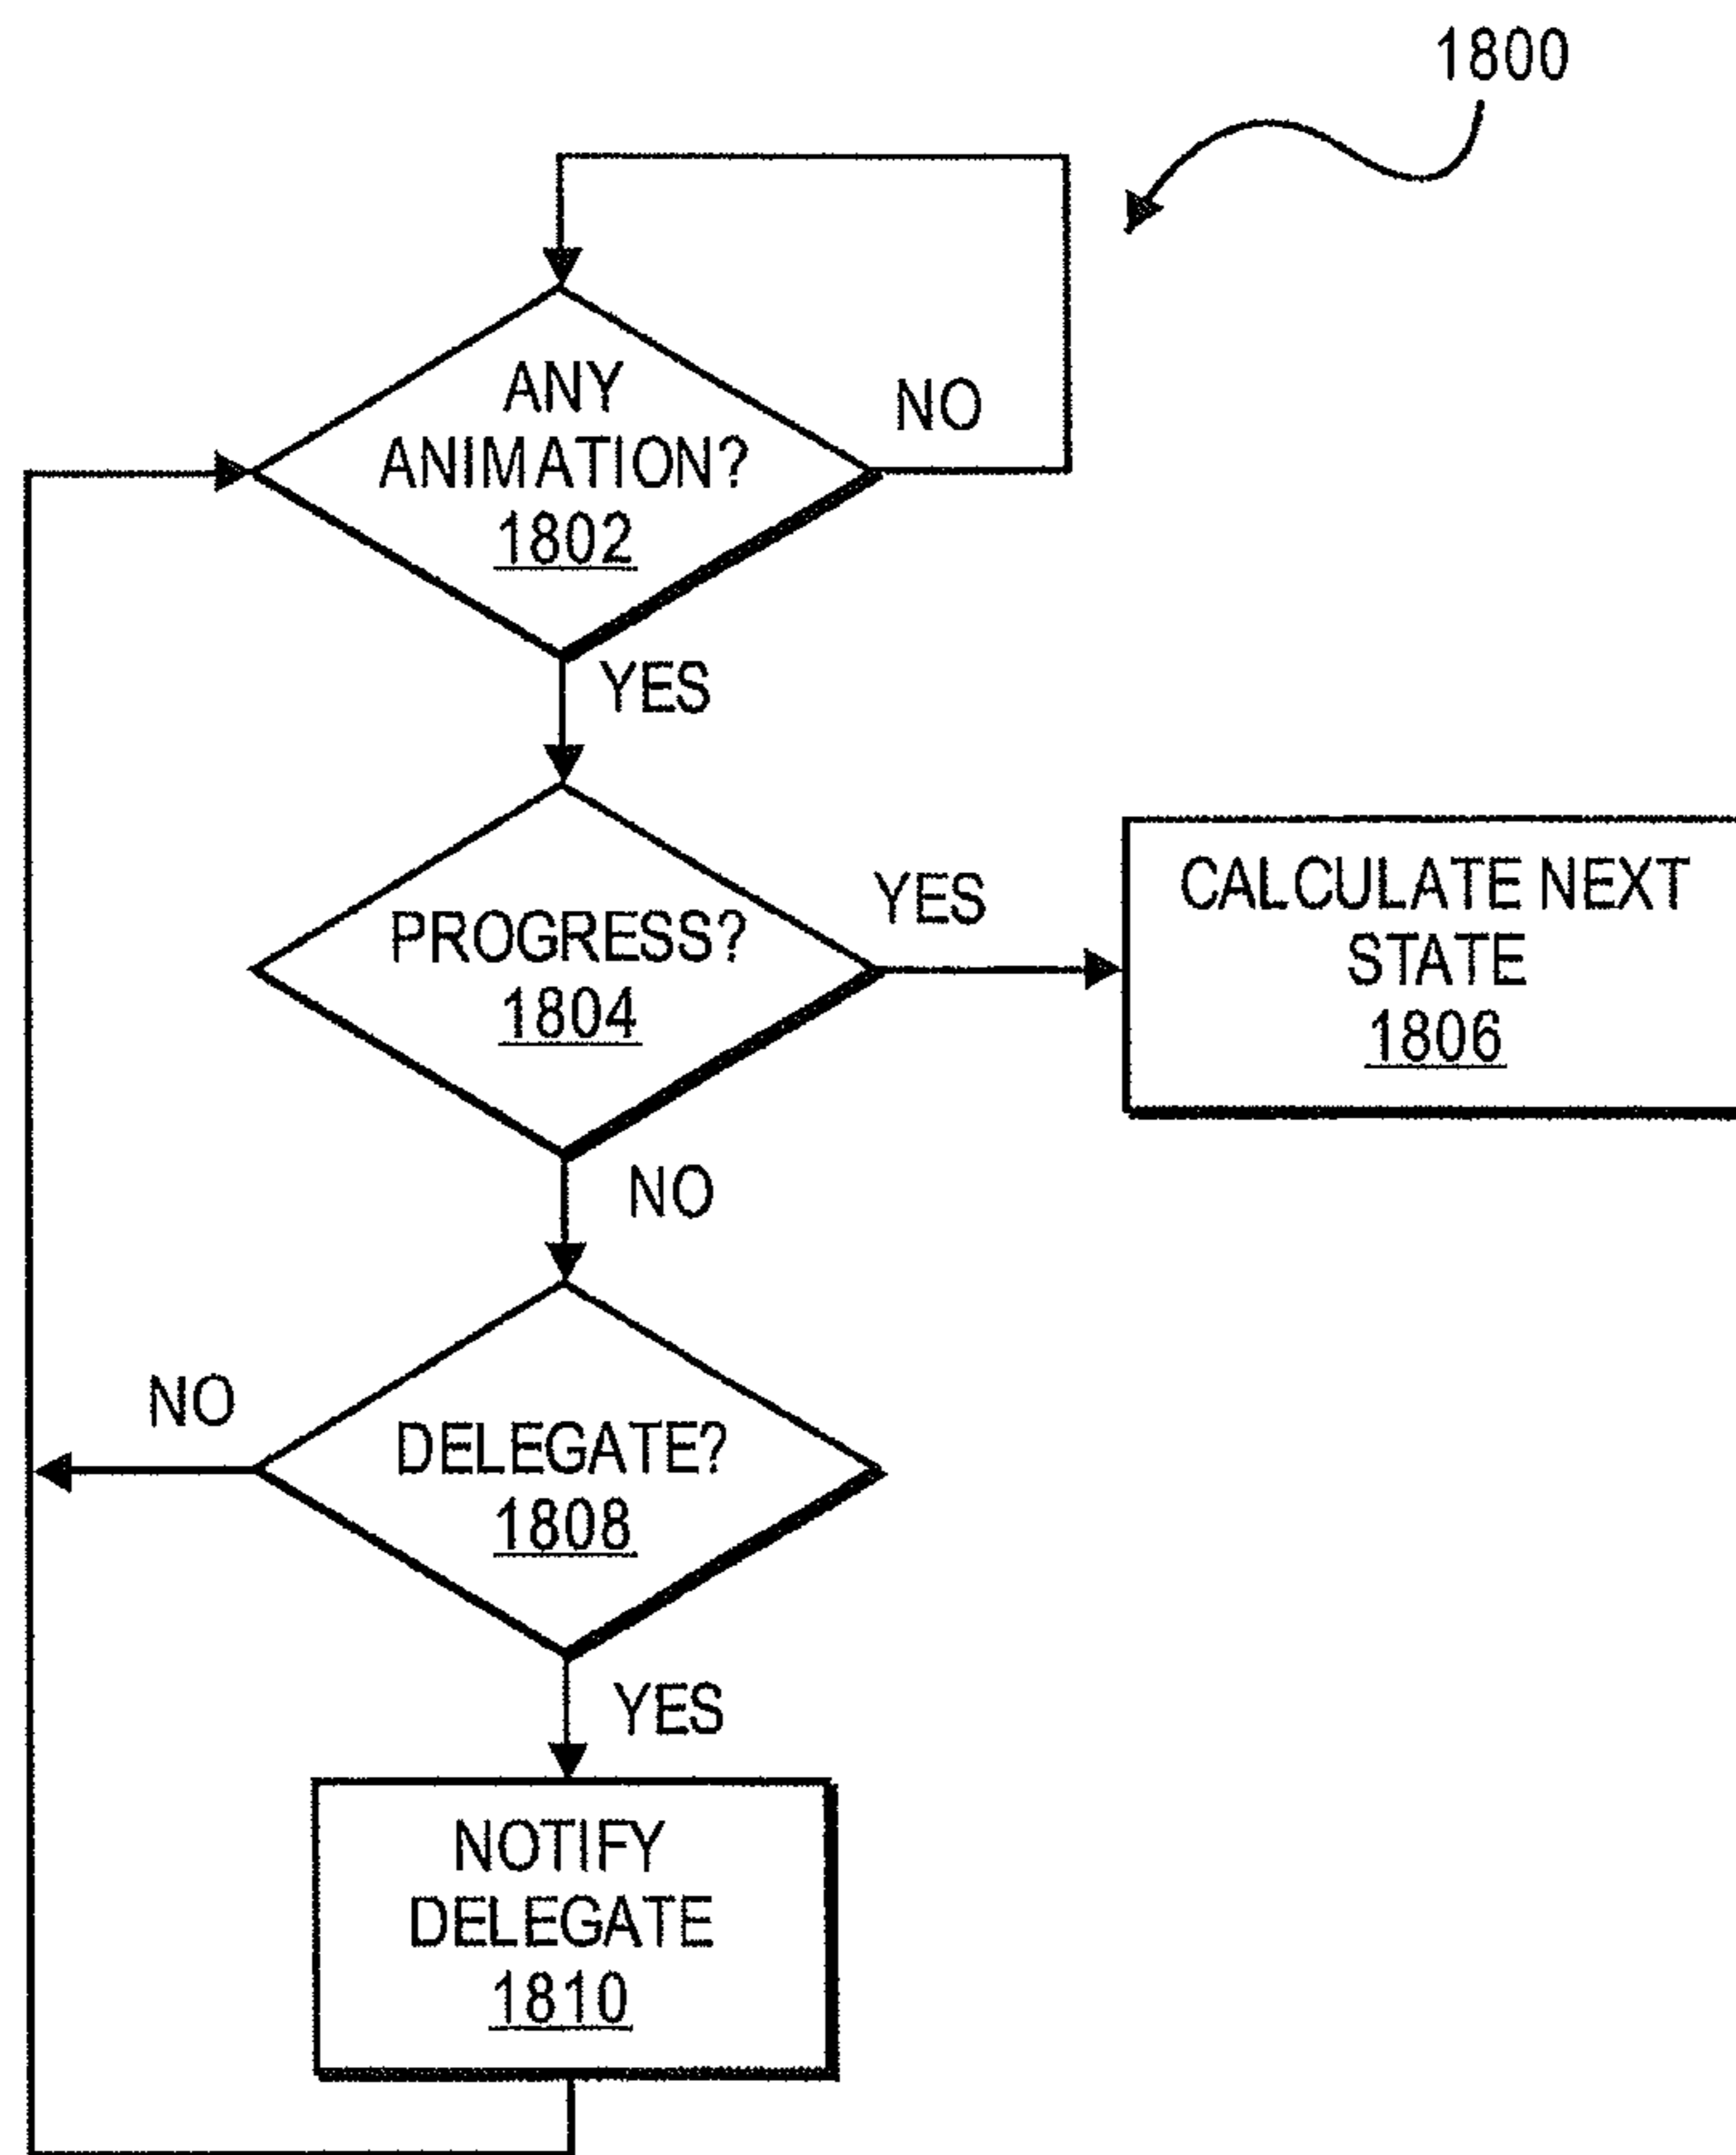 1800
ANY
ANIMATION?
1802
NO
YES
PROGRESS?
1804
YES
CALCULATE NEXT
STATE
1806
NO
DELEGATE?
1808
NO
YES
NOTIFY
DELEGATE
1810